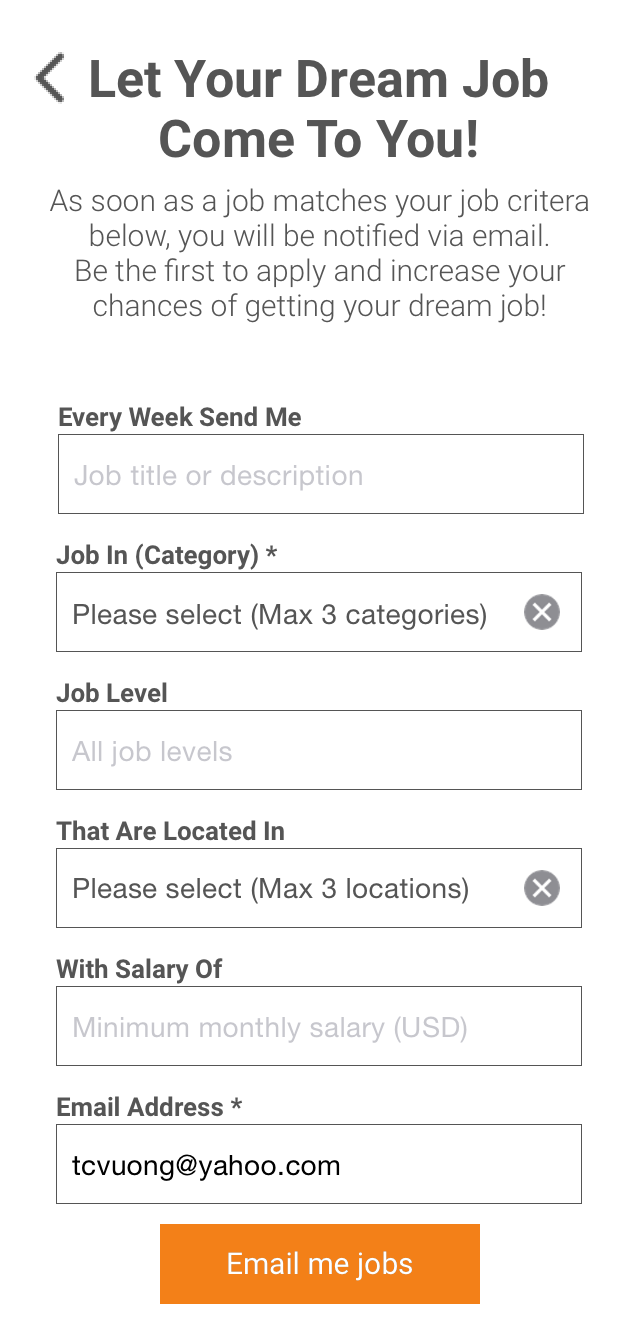 Let Your Dream Job
Come To You!
As soon as a job matches your job critera
below, you will be notified via email.
Be the first to apply and increase your
chances of getting your dream job!
Every Week Send Me
Job title or description
Job In (Category) *
Please select (Max 3 categories)
Job Level
All job levels
That Are Located In
Please select (Max 3 locations)
With Salary Of
Minimum monthly salary (USD)
Email Address *
tcvuong@yahoo.com
Email me jobs